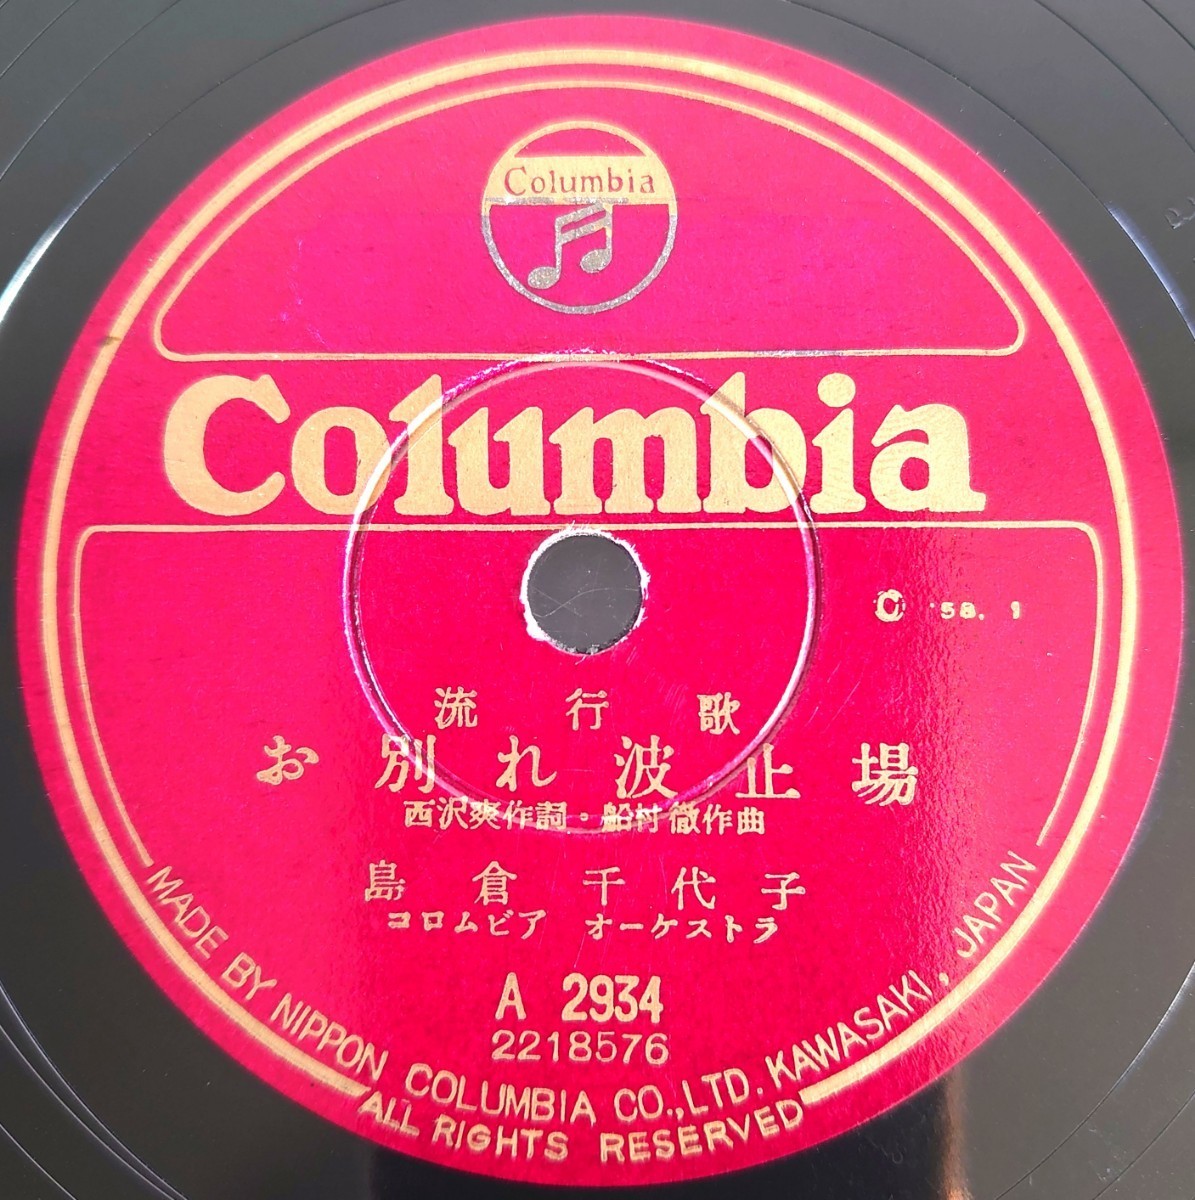 Columbia
Columbia
© '58. 1
流行歌
お別れ波止場
西沢爽作詞・船村徹作曲
島倉千代子
コロムビア オーケストラ
A 2934
2218576
MADE BY NIPPON COLUMBIA CO., LTD. KAWASAKI, JAPAN
ALL RIGHTS RESERVED